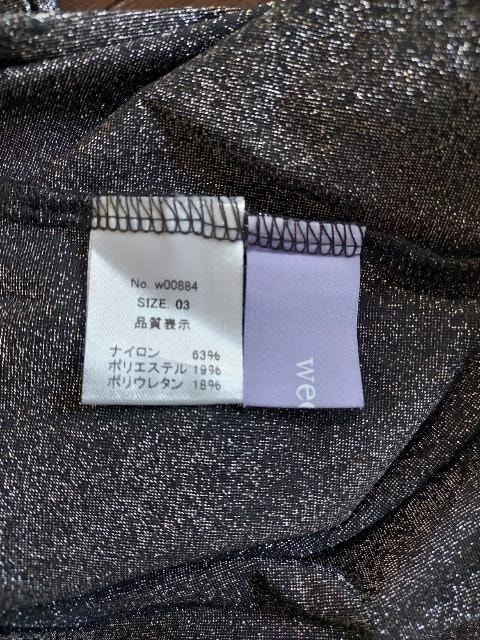 No. w00884
SIZE. 03
品質表示
ナイロン 63%
ポリエステル 19%
ポリウレタン 18%